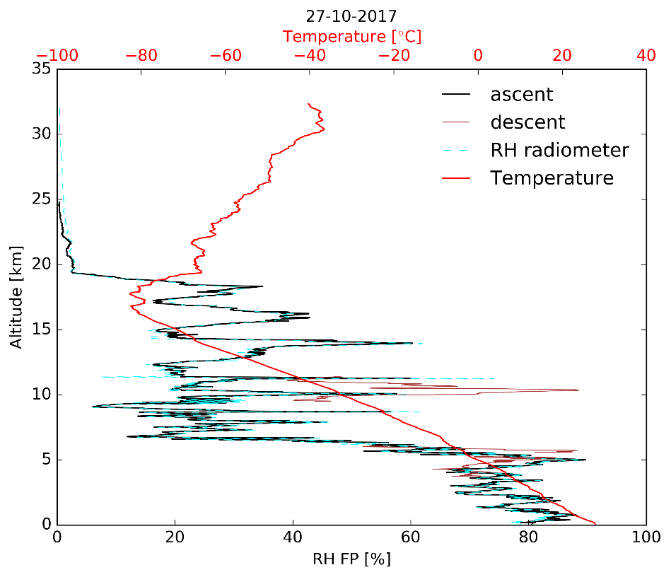 27-10-2017
Temperature [°C]
−100 −80 −60 −40 −20 0 20 40
35
30
25
20
15
10
5
0
Altitude [km]
ascent
descent
RH radiometer
Temperature
0 20 40 60 80 100
RH FP [%]